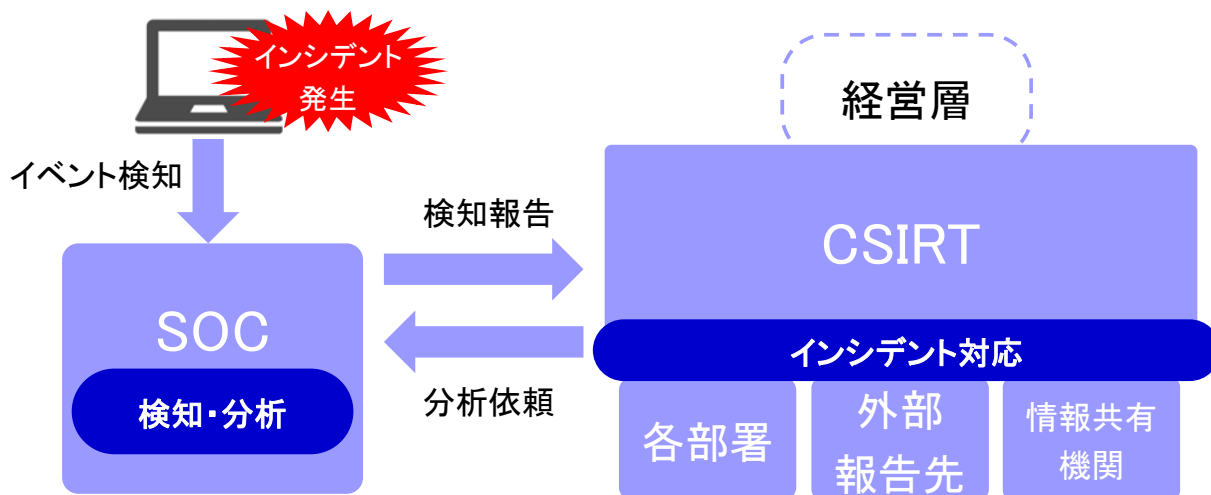 インシデント
発生
経営層
イベント検知
検知報告
CSIRT
SOC
インシデント対応
検知・分析
分析依頼
各部署
外部
報告先
情報共有
機関